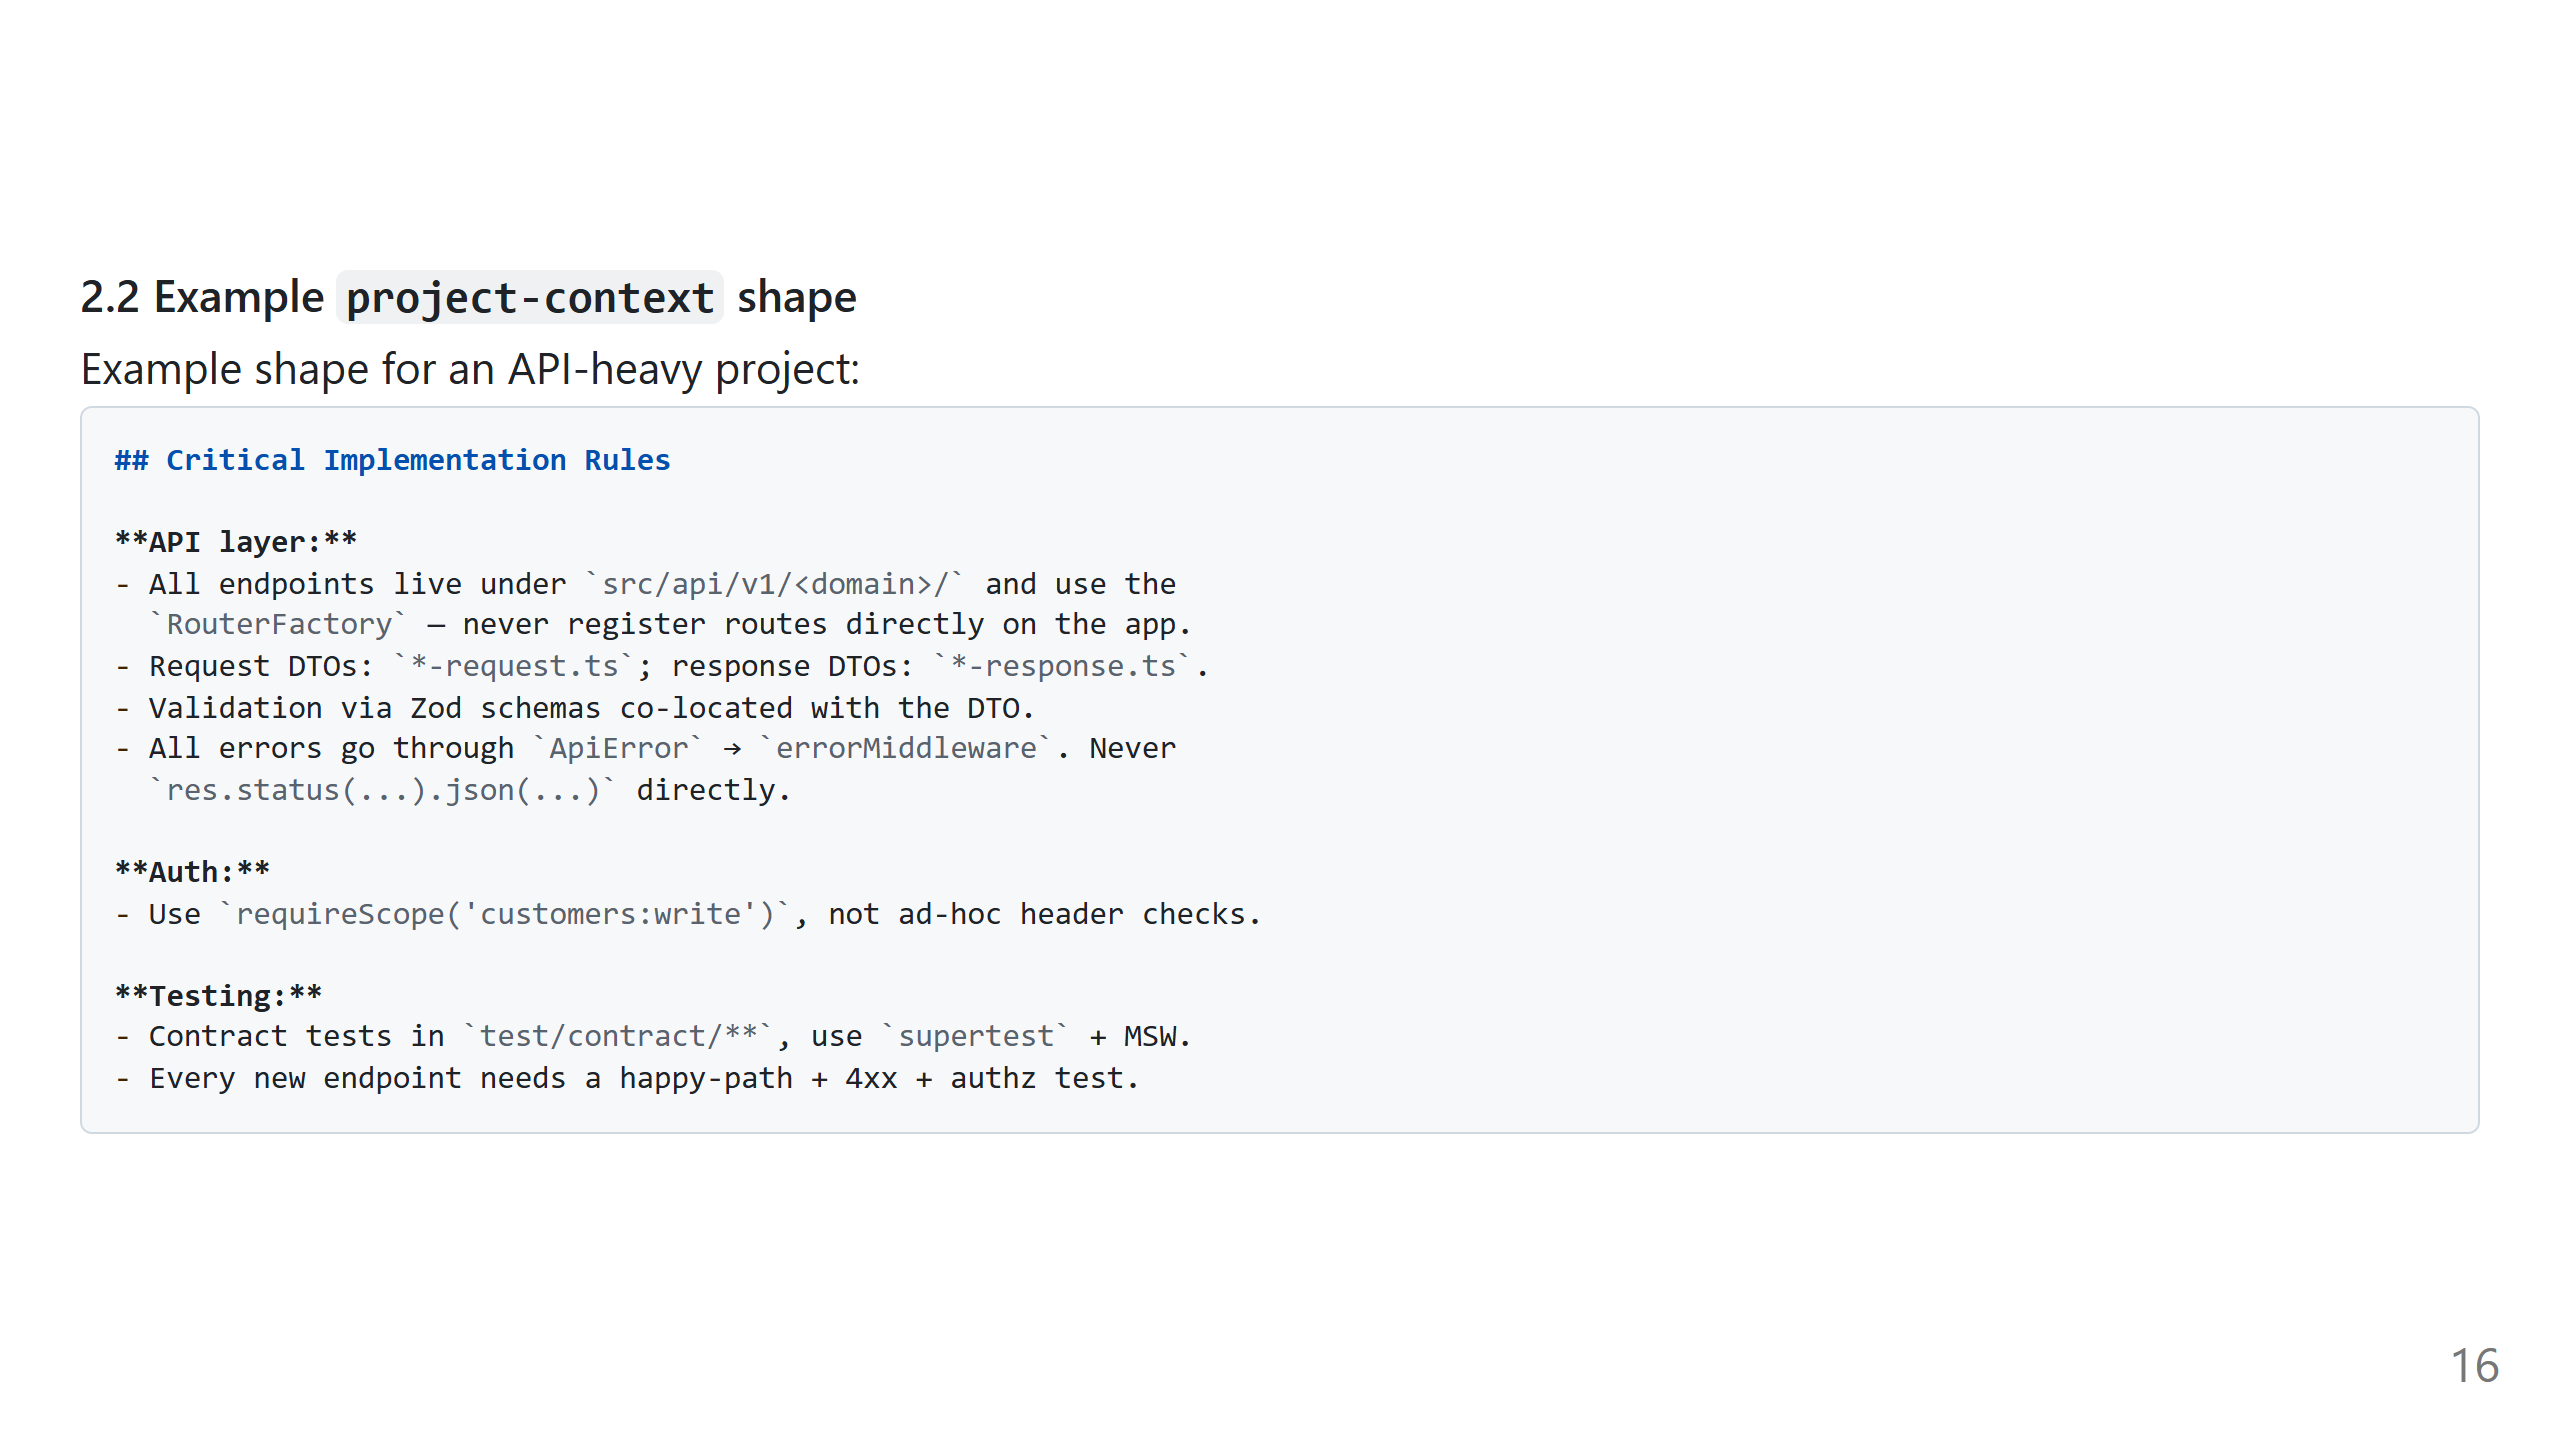 2.2 Example project-context shape
Example shape for an API-heavy project:
## Critical Implementation Rules
**API layer:**
- All endpoints live under `src/api/v1/<domain>/` and use the
  `RouterFactory` — never register routes directly on the app.
- Request DTOs: `*-request.ts`; response DTOs: `*-response.ts`.
- Validation via Zod schemas co-located with the DTO.
- All errors go through `ApiError` → `errorMiddleware`. Never
  `res.status(...).json(...)` directly.
**Auth:**
- Use `requireScope('customers:write')`, not ad-hoc header checks.
**Testing:**
- Contract tests in `test/contract/**`, use `supertest` + MSW.
- Every new endpoint needs a happy-path + 4xx + authz test.
16